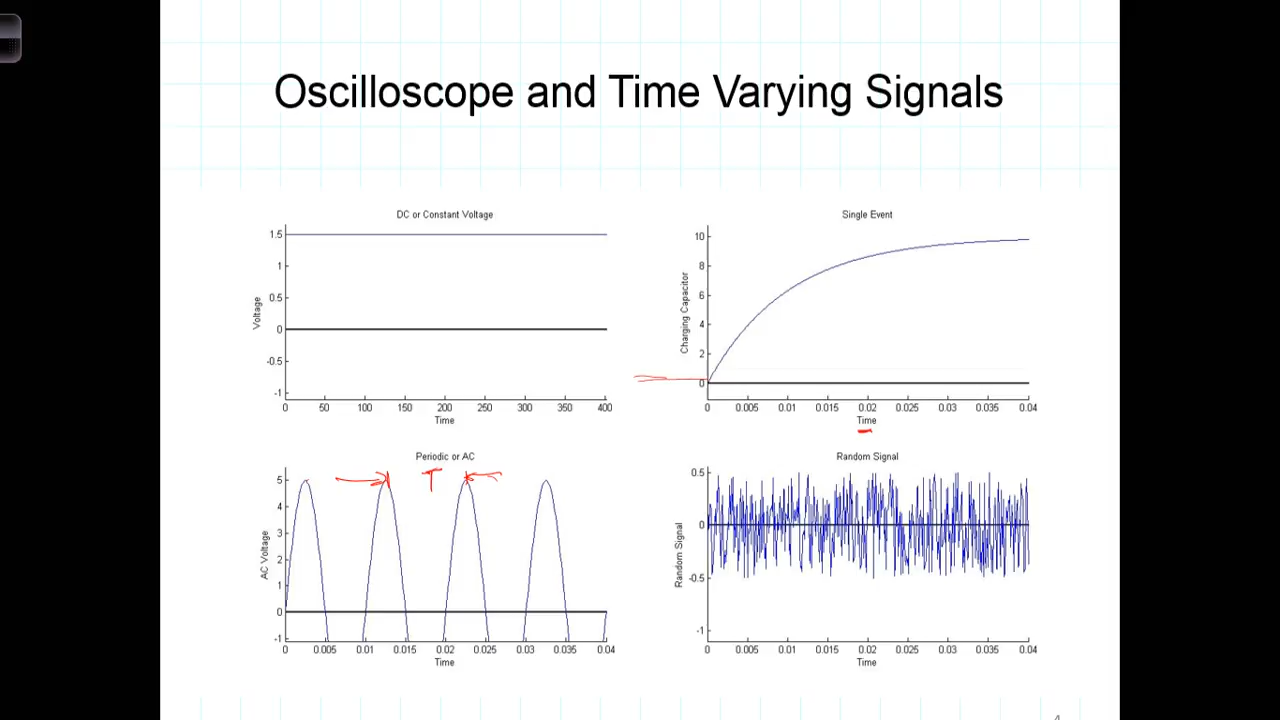 Oscilloscope and Time Varying Signals
DC or Constant Voltage
1.5
1
0.5
0
-0.5
-1
Voltage
0 50 100 150 200 250 300 350 400
Time
Single Event
10
8
6
4
2
0
Charging Capacitor
0 0.005 0.01 0.015 0.02 0.025 0.03 0.035 0.04
Time
Periodic or AC
T
5
4
3
2
1
0
-1
AC Voltage
0 0.005 0.01 0.015 0.02 0.025 0.03 0.035 0.04
Time
Random Signal
0.5
0
-0.5
-1
Random Signal
0 0.005 0.01 0.015 0.02 0.025 0.03 0.035 0.04
Time